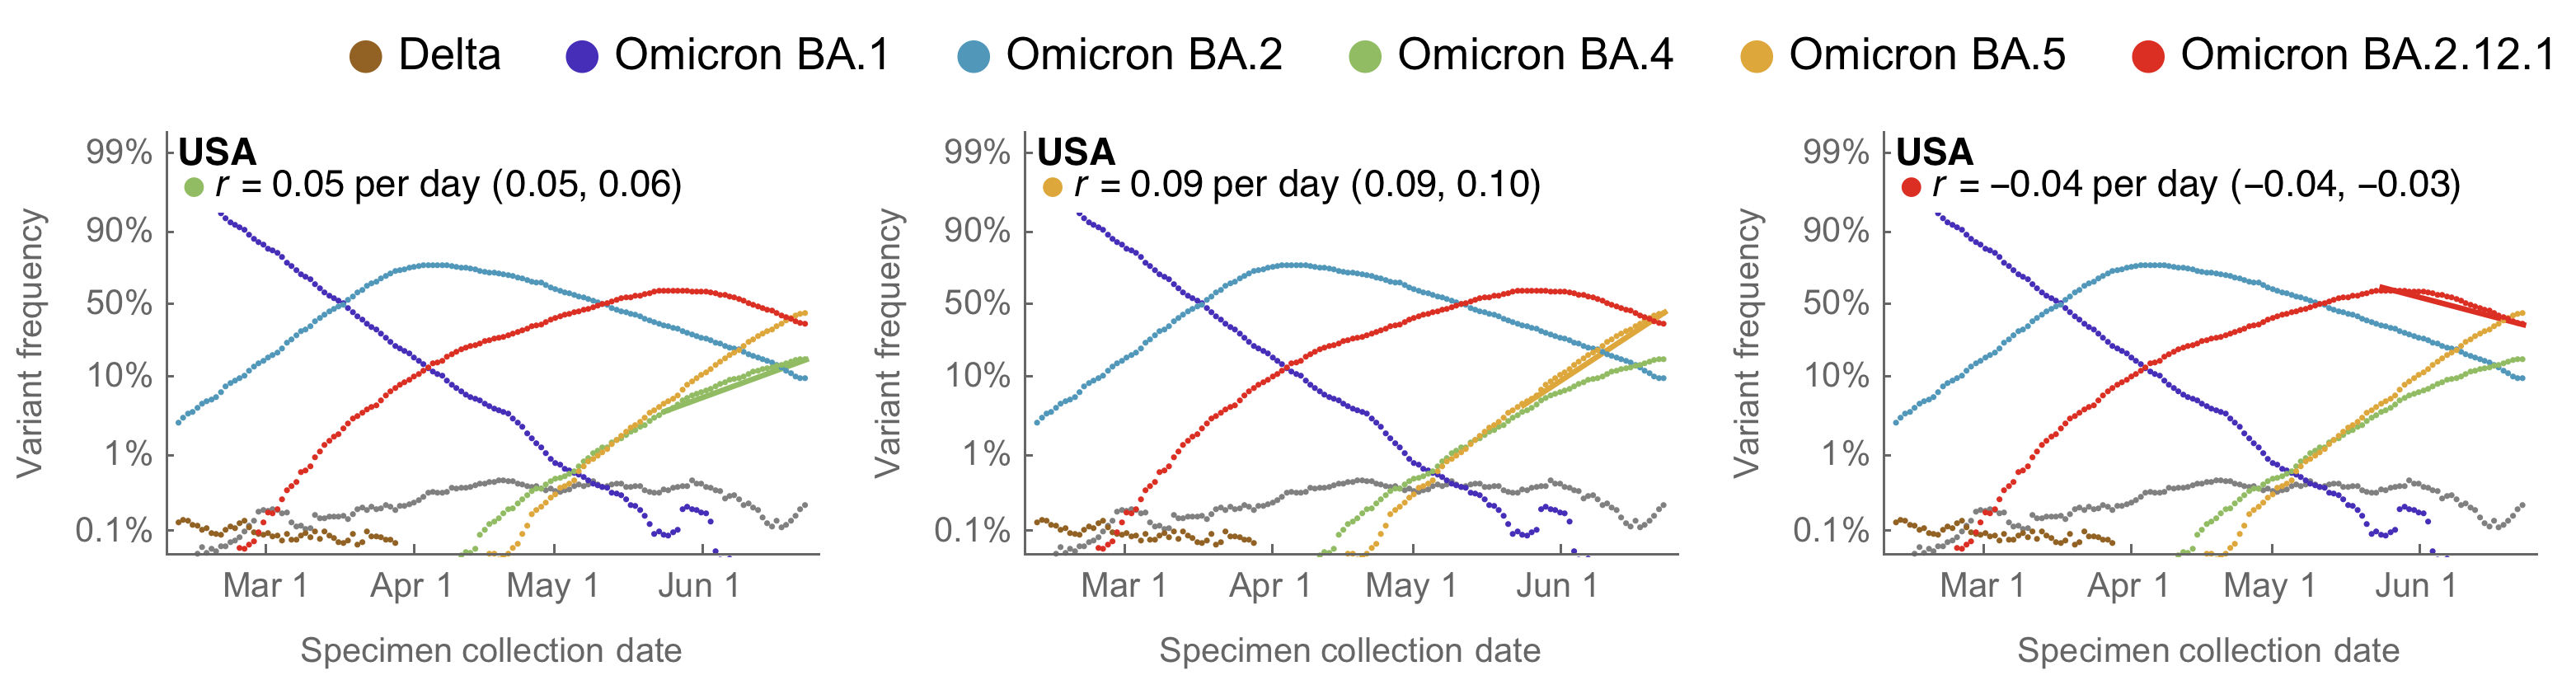 Delta Omicron BA.1 Omicron BA.2 Omicron BA.4 Omicron BA.5 Omicron BA.2.12.1
USA
r = 0.05 per day (0.05, 0.06)
Variant frequency
99%
90%
50%
10%
1%
0.1%
Mar 1 Apr 1 May 1 Jun 1
Specimen collection date
USA
r = 0.09 per day (0.09, 0.10)
Variant frequency
99%
90%
50%
10%
1%
0.1%
Mar 1 Apr 1 May 1 Jun 1
Specimen collection date
USA
r = −0.04 per day (−0.04, −0.03)
Variant frequency
99%
90%
50%
10%
1%
0.1%
Mar 1 Apr 1 May 1 Jun 1
Specimen collection date